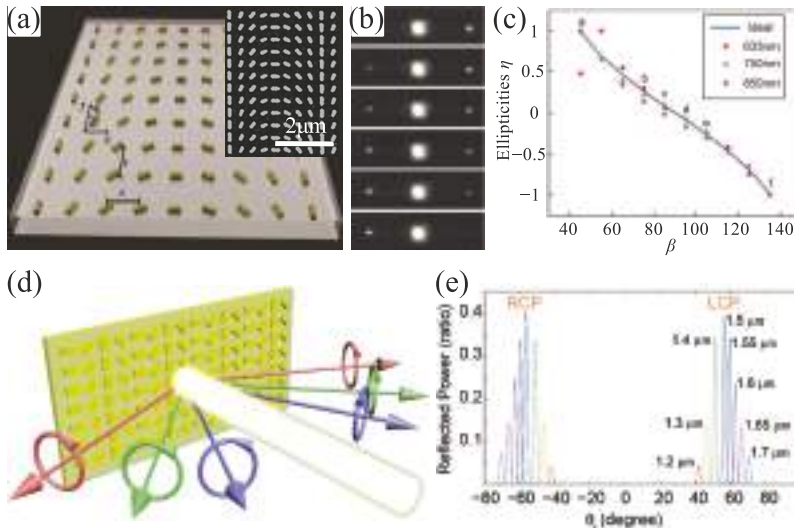 (a)
2μm
(b)
(c)
Ellipticities η
1
0.5
0
−0.5
−1
40 60 80 100 120 140
β
Ideal
633nm
850nm
(d)
(e)
Reflected Power (ratio)
0.4
0.3
0.2
0.1
RCP
LCP
1.5 μm
1.4 μm
1.55 μm
1.6 μm
1.3 μm
1.65 μm
1.2 μm
1.7 μm
−80 −60 −40 −20 0 20 40 60 80
(degree)